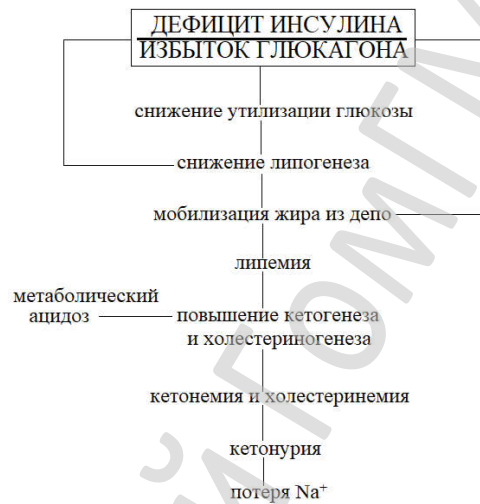 ДЕФИЦИТ ИНСУЛИНА
ИЗБЫТОК ГЛЮКАГОНА
снижение утилизации глюкозы
снижение липогенеза
мобилизация жира из депо
липемия
метаболический
ацидоз
повышение кетогенеза
и холестериногенеза
кетонемия и холестеринемия
кетонурия
потеря Na⁺